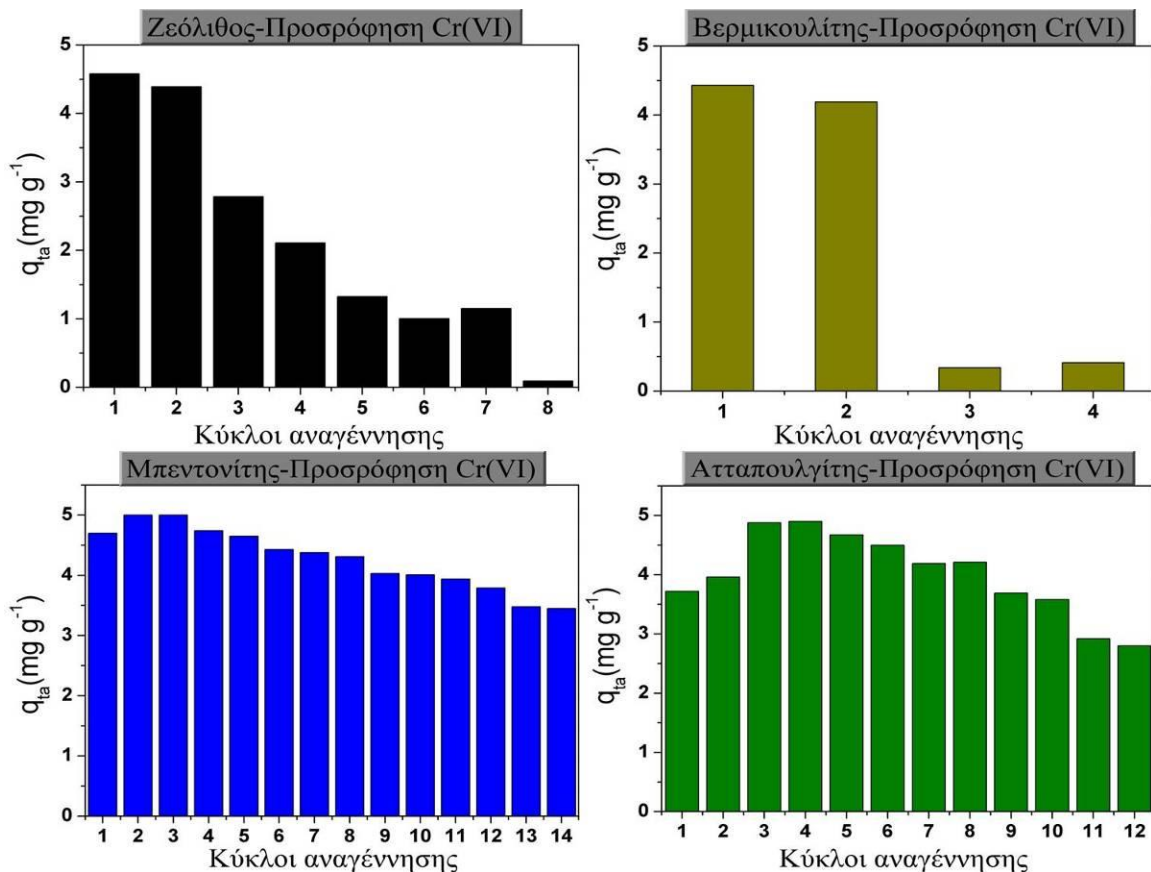 Ζεόλιθος-Προσρόφηση Cr(VI)
5
4
3
2
1
0
q_ta(mg g⁻¹)
1 2 3 4 5 6 7 8
Κύκλοι αναγέννησης
Βερμικουλίτης-Προσρόφηση Cr(VI)
5
4
3
2
1
0
q_ta(mg g⁻¹)
1 2 3 4
Κύκλοι αναγέννησης
Μπεντονίτης-Προσρόφηση Cr(VI)
5
4
3
2
1
0
q_ta(mg g⁻¹)
1 2 3 4 5 6 7 8 9 10 11 12 13 14
Κύκλοι αναγέννησης
Ατταπουλγίτης-Προσρόφηση Cr(VI)
5
4
3
2
1
0
q_ta(mg g⁻¹)
1 2 3 4 5 6 7 8 9 10 11 12
Κύκλοι αναγέννησης